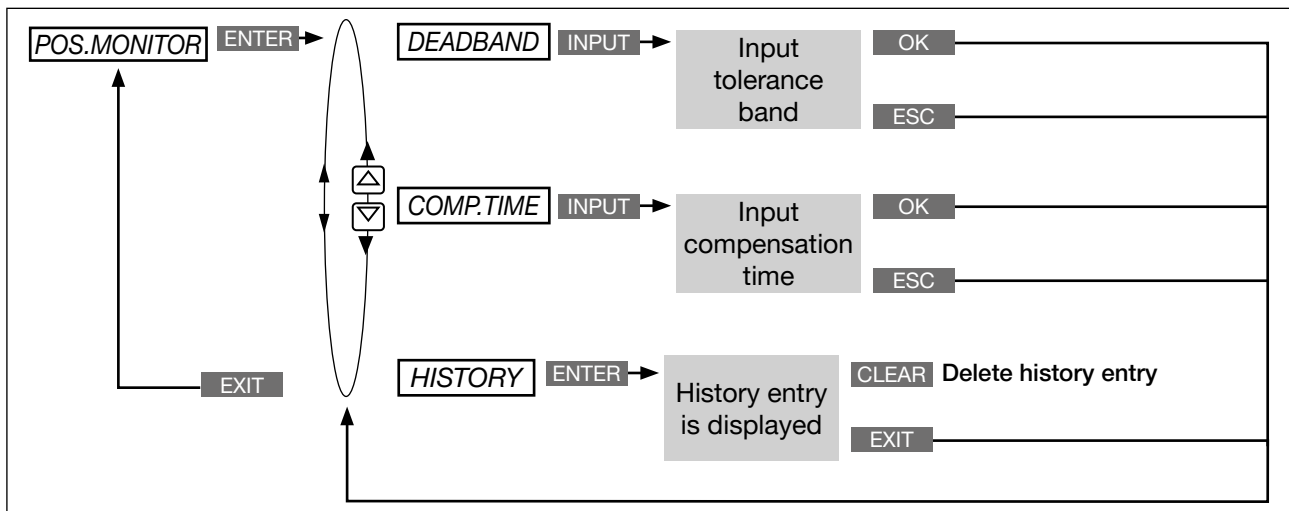 POS.MONITOR
ENTER
DEADBAND
INPUT
Input
tolerance
band
OK
ESC
COMP.TIME
INPUT
Input
compensation
time
OK
ESC
EXIT
HISTORY
ENTER
History entry
is displayed
CLEAR Delete history entry
EXIT